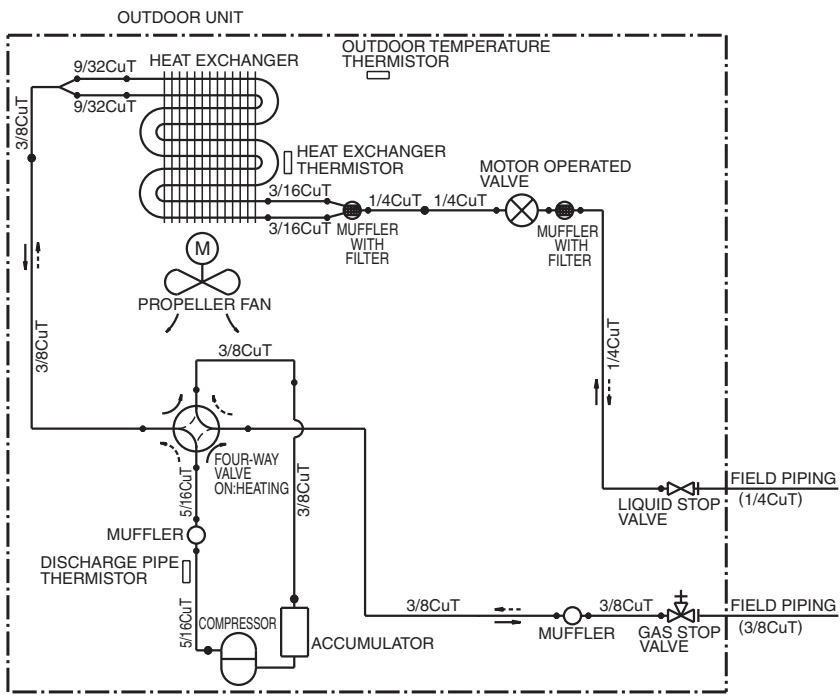 OUTDOOR UNIT
9/32CuT
HEAT EXCHANGER
OUTDOOR TEMPERATURE
THERMISTOR
9/32CuT
3/8CuT
HEAT EXCHANGER
THERMISTOR
MOTOR OPERATED
VALVE
3/16CuT
1/4CuT
1/4CuT
3/16CuT
MUFFLER
WITH
FILTER
MUFFLER
WITH
FILTER
M
PROPELLER FAN
3/8CuT
3/8CuT
1/4CuT
FOUR-WAY
VALVE
ON:HEATING
5/16CuT
3/8CuT
FIELD PIPING
(1/4CuT)
LIQUID STOP
VALVE
MUFFLER
DISCHARGE PIPE
THERMISTOR
5/16CuT
COMPRESSOR
ACCUMULATOR
3/8CuT
3/8CuT
FIELD PIPING
(3/8CuT)
MUFFLER
GAS STOP
VALVE